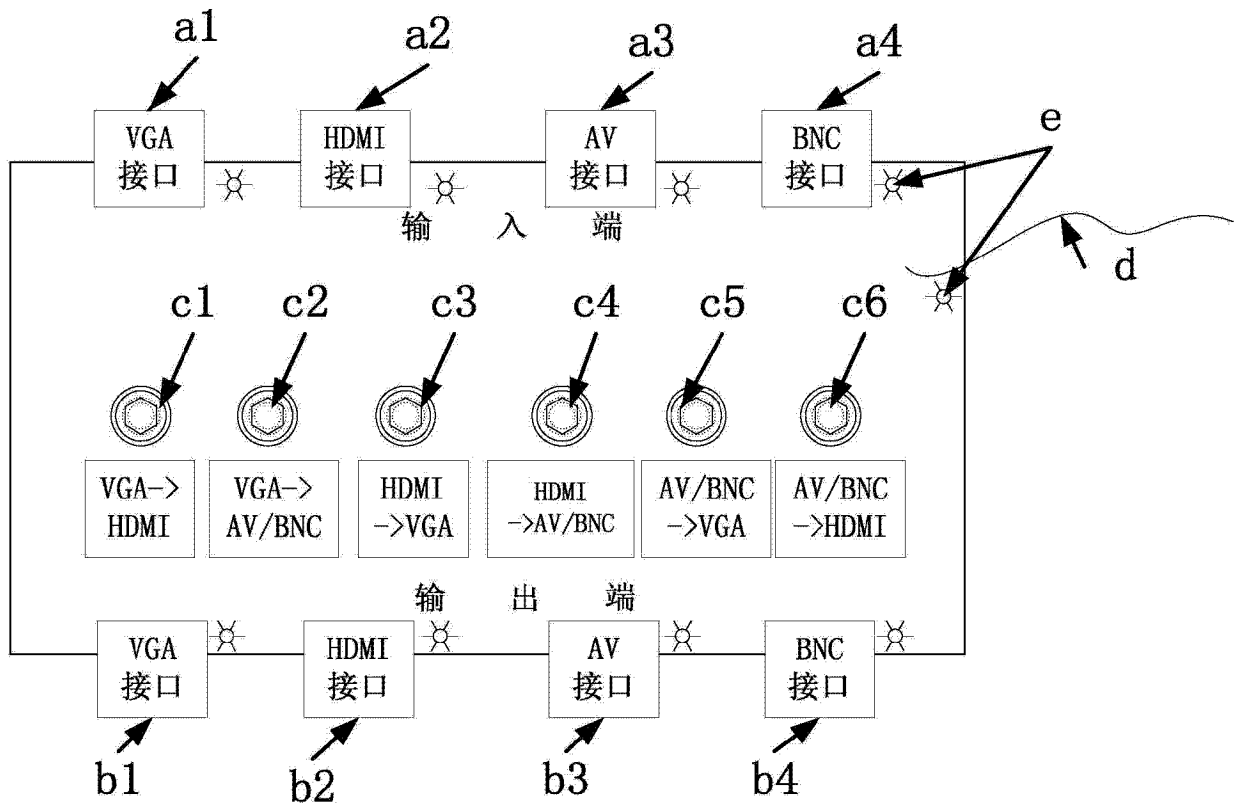 a1
a2
a3
a4
e
VGA
接口
HDMI
接口
AV
接口
BNC
接口
输 入 端
d
c1
c2
c3
c4
c5
c6
VGA->
HDMI
VGA->
AV/BNC
HDMI
->VGA
HDMI
->AV/BNC
AV/BNC
->VGA
AV/BNC
->HDMI
输 出 端
VGA
接口
HDMI
接口
AV
接口
BNC
接口
b1
b2
b3
b4